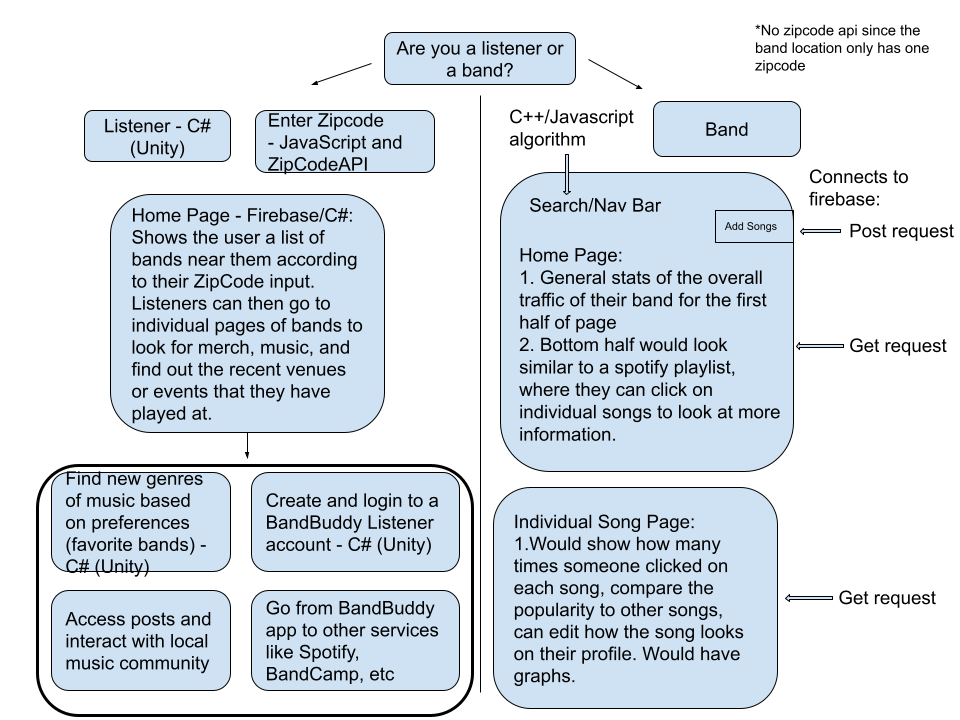 *No zipcode api since the
band location only has one
zipcode
Are you a listener or
a band?
Listener - C#
(Unity)
Enter Zipcode
- JavaScript and
ZipCodeAPI
C++/Javascript
algorithm
Band
Home Page - Firebase/C#:
Shows the user a list of
bands near them according
to their ZipCode input.
Listeners can then go to
individual pages of bands to
look for merch, music, and
find out the recent venues
or events that they have
played at.
Find new genres
of music based
on preferences
(favorite bands) -
C# (Unity)
Create and login to a
BandBuddy Listener
account - C# (Unity)
Access posts and
interact with local
music community
Go from BandBuddy
app to other services
like Spotify,
BandCamp, etc
Search/Nav Bar
Add Songs
Home Page:
1. General stats of the overall
traffic of their band for the first
half of page
2. Bottom half would look
similar to a spotify playlist,
where they can click on
individual songs to look at more
information.
Connects to
firebase:
Post request
Get request
Individual Song Page:
1.Would show how many
times someone clicked on
each song, compare the
popularity to other songs,
can edit how the song looks
on their profile. Would have
graphs.
Get request